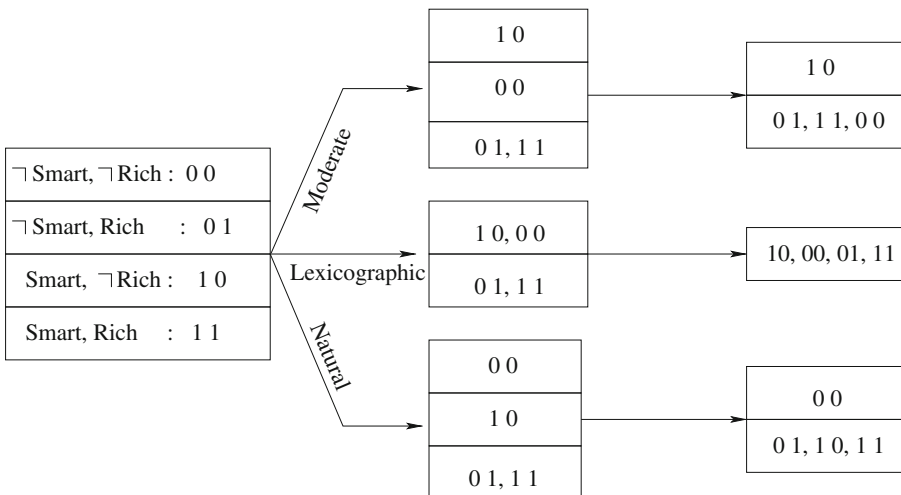 ¬ Smart, ¬ Rich : 0 0
¬ Smart, Rich : 0 1
Smart, ¬ Rich : 1 0
Smart, Rich : 1 1
Moderate
Lexicographic
Natural
1 0
0 0
0 1, 1 1
1 0
0 1, 1 1, 0 0
1 0, 0 0
0 1, 1 1
10, 00, 01, 11
0 0
1 0
0 1, 1 1
0 0
0 1, 1 0, 1 1